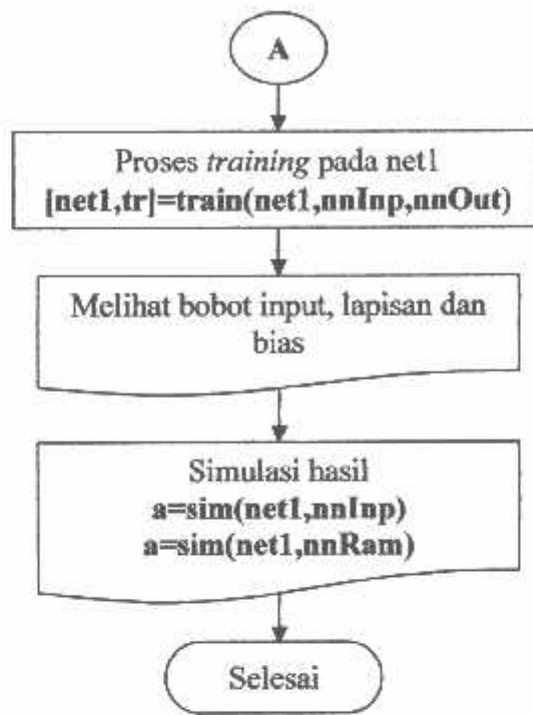 A
Proses training pada net1
[net1,tr]=train(net1,nnInp,nnOut)
Melihat bobot input, lapisan dan
bias
Simulasi hasil
a=sim(net1,nnInp)
a=sim(net1,nnRam)
Selesai